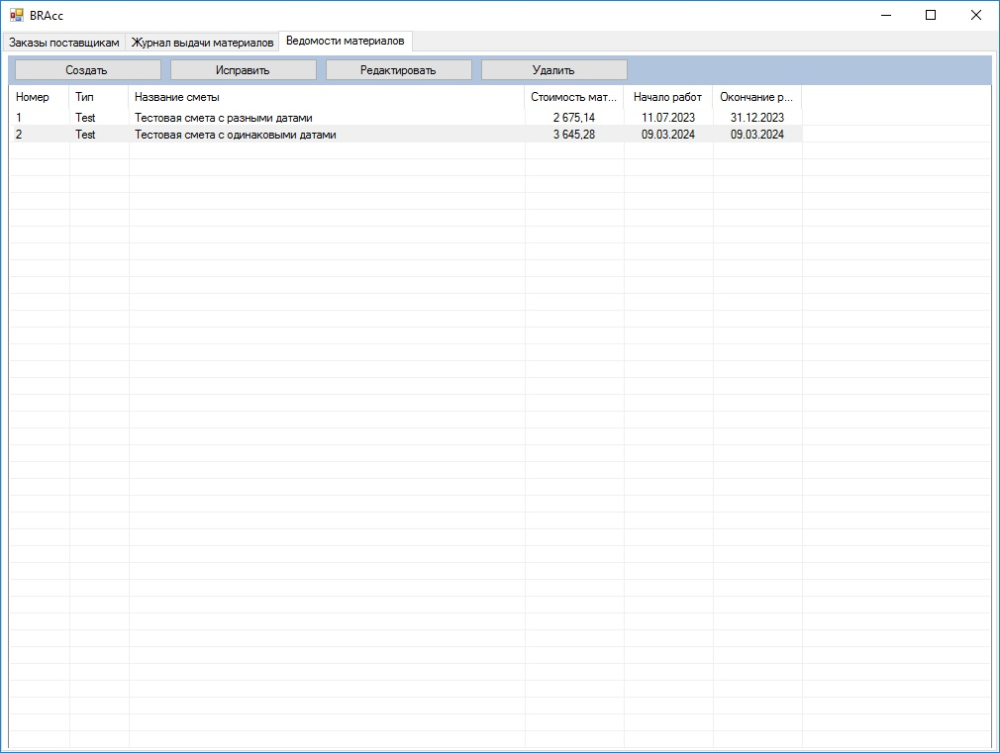 BRAcc
Заказы поставщикам Журнал выдачи материалов Ведомости материалов
Создать Исправить Редактировать Удалить
Номер Тип Название сметы Стоимость мат... Начало работ Окончание р...
1 Test Тестовая смета с разными датами 2 675,14 11.07.2023 31.12.2023
2 Test Тестовая смета с одинаковыми датами 3 645,28 09.03.2024 09.03.2024